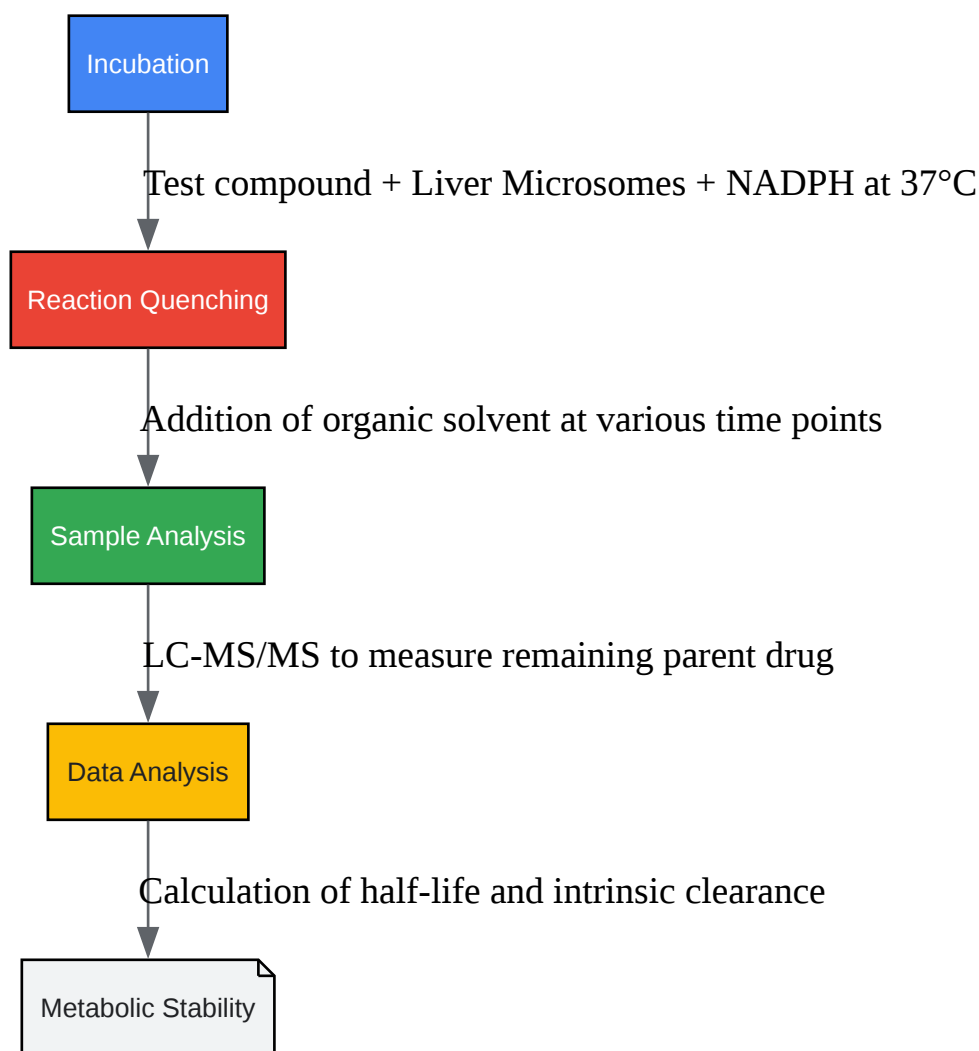 Incubation
Test compound + Liver Microsomes + NADPH at 37°C
Reaction Quenching
Addition of organic solvent at various time points
Sample Analysis
LC-MS/MS to measure remaining parent drug
Data Analysis
Calculation of half-life and intrinsic clearance
Metabolic Stability